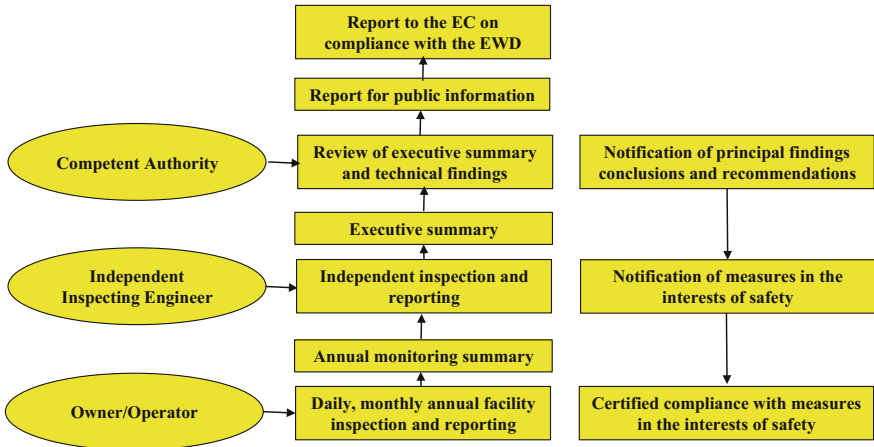 Report to the EC on
compliance with the EWD
Report for public information
Competent Authority
Review of executive summary
and technical findings
Notification of principal findings
conclusions and recommendations
Executive summary
Independent
Inspecting Engineer
Independent inspection and
reporting
Notification of measures in the
interests of safety
Annual monitoring summary
Owner/Operator
Daily, monthly annual facility
inspection and reporting
Certified compliance with measures
in the interests of safety